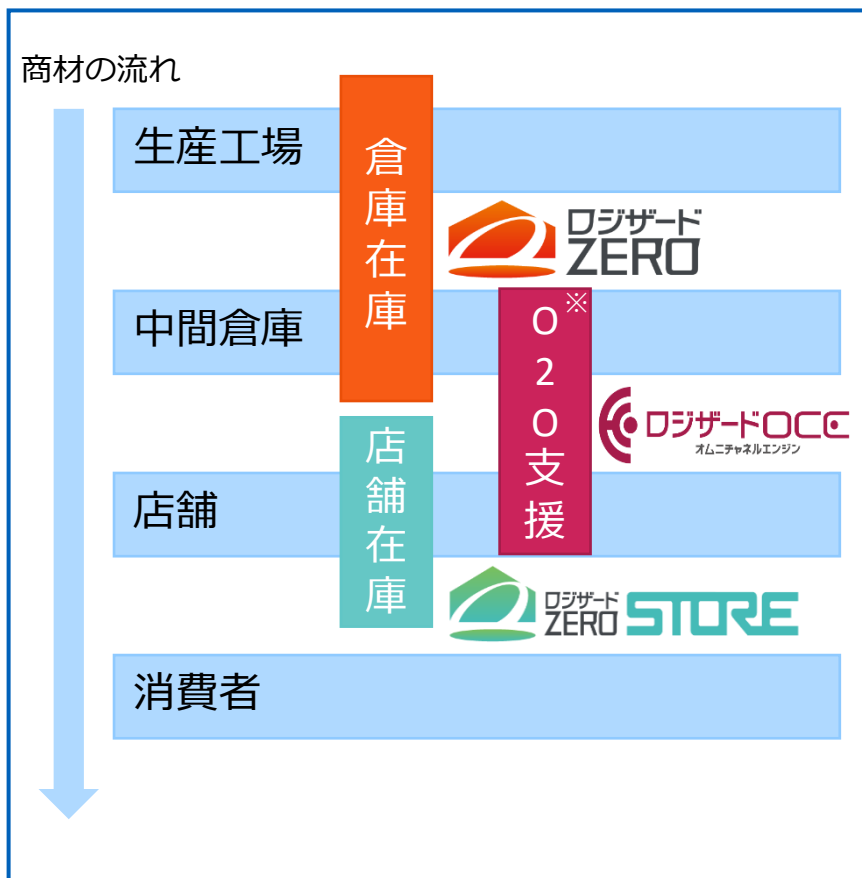 商材の流れ
生産工場
倉庫在庫
ロジザード
ZERO
中間倉庫
O2O支援
※
ロジザードOCE
オムニチャネルエンジン
店舗在庫
店舗
ロジザード
ZERO STORE
消費者